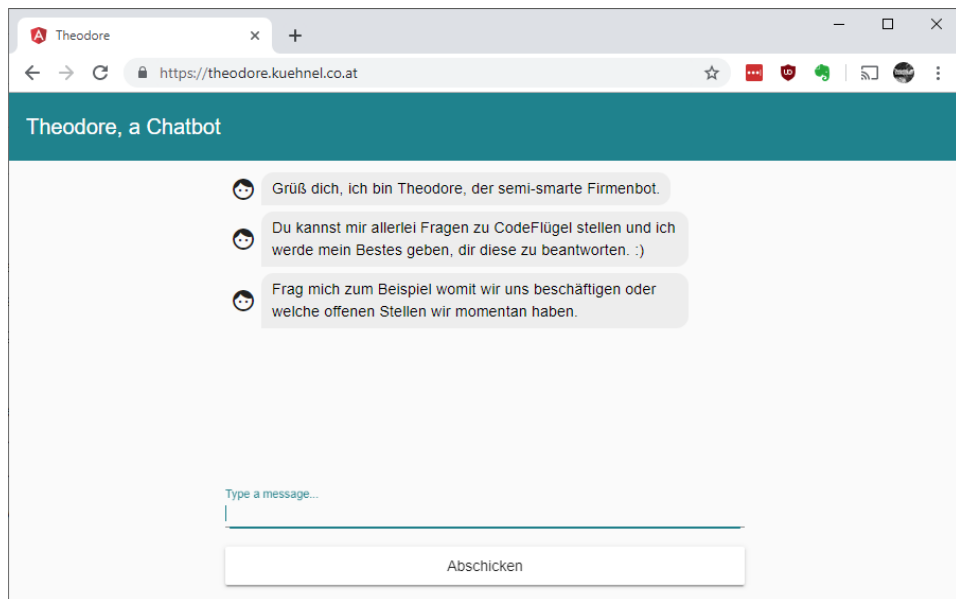 Theodore
https://theodore.kuehnel.co.at
Theodore, a Chatbot
Grüß dich, ich bin Theodore, der semi-smarte Firmenbot.
Du kannst mir allerlei Fragen zu CodeFlügel stellen und ich
werde mein Bestes geben, dir diese zu beantworten. :)
Frag mich zum Beispiel womit wir uns beschäftigen oder
welche offenen Stellen wir momentan haben.
Type a message...
Abschicken